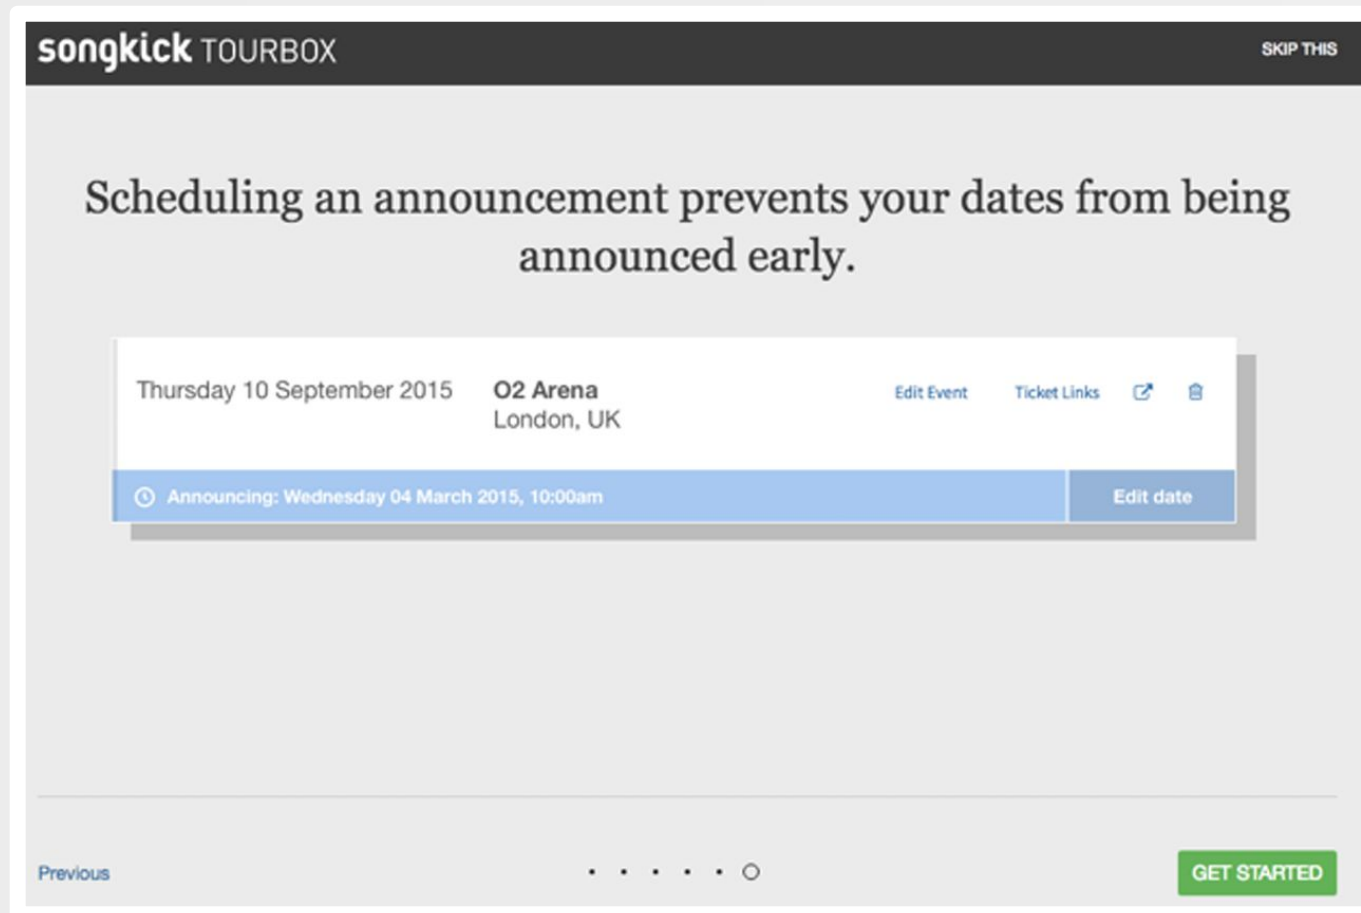 songkick TOURBOX
SKIP THIS
Scheduling an announcement prevents your dates from being
announced early.
Thursday 10 September 2015
O2 Arena
London, UK
Edit Event
Ticket Links
Announcing: Wednesday 04 March 2015, 10:00am
Edit date
Previous
GET STARTED